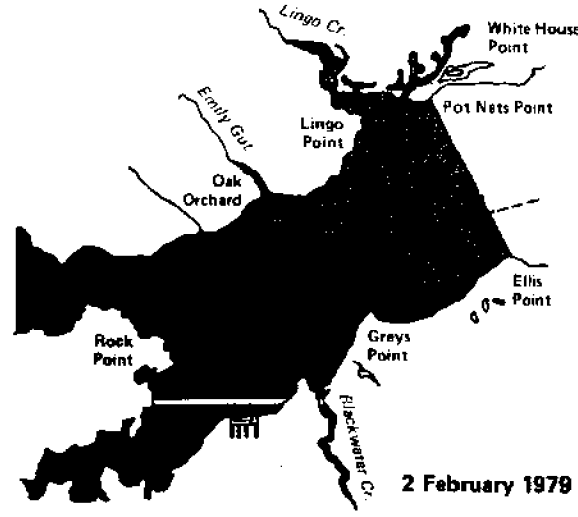 Lingo Cr.
White House
Point
Pot Nets Point
Lingo
Point
Emily Gut
Oak
Orchard
Ellis
Point
Greys
Point
Rock
Point
Blackwater Cr.
2 February 1979